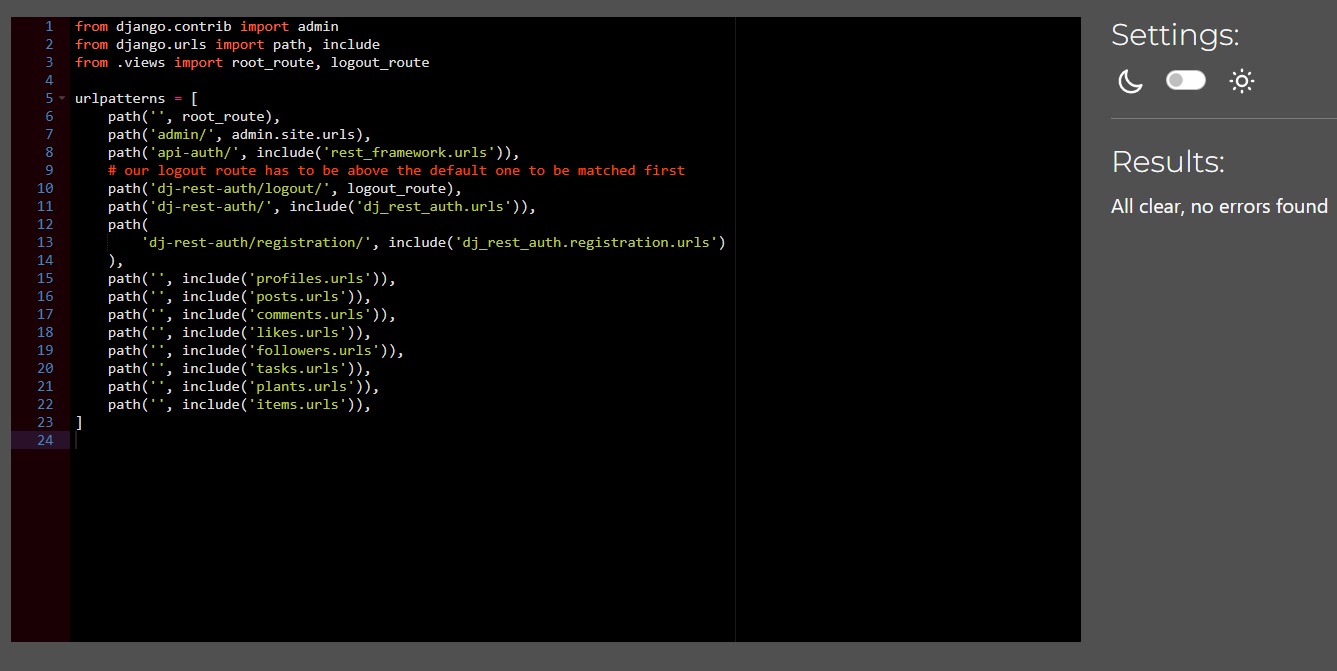 1 from django.contrib import admin
2 from django.urls import path, include
3 from .views import root_route, logout_route
4
5 urlpatterns = [
6     path('', root_route),
7     path('admin/', admin.site.urls),
8     path('api-auth/', include('rest_framework.urls')),
9     # our logout route has to be above the default one to be matched first
10     path('dj-rest-auth/logout/', logout_route),
11     path('dj-rest-auth/', include('dj_rest_auth.urls')),
12     path(
13         'dj-rest-auth/registration/', include('dj_rest_auth.registration.urls')
14     ),
15     path('', include('profiles.urls')),
16     path('', include('posts.urls')),
17     path('', include('comments.urls')),
18     path('', include('likes.urls')),
19     path('', include('followers.urls')),
20     path('', include('tasks.urls')),
21     path('', include('plants.urls')),
22     path('', include('items.urls')),
23 ]
24
Settings:
Results:
All clear, no errors found